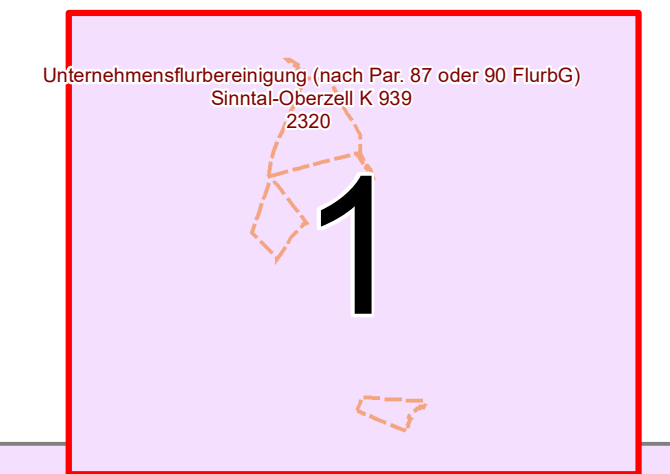 Unternehmensflurbereinigung (nach Par. 87 oder 90 FlurbG)
Sinntal-Oberzell K 939
2320
1